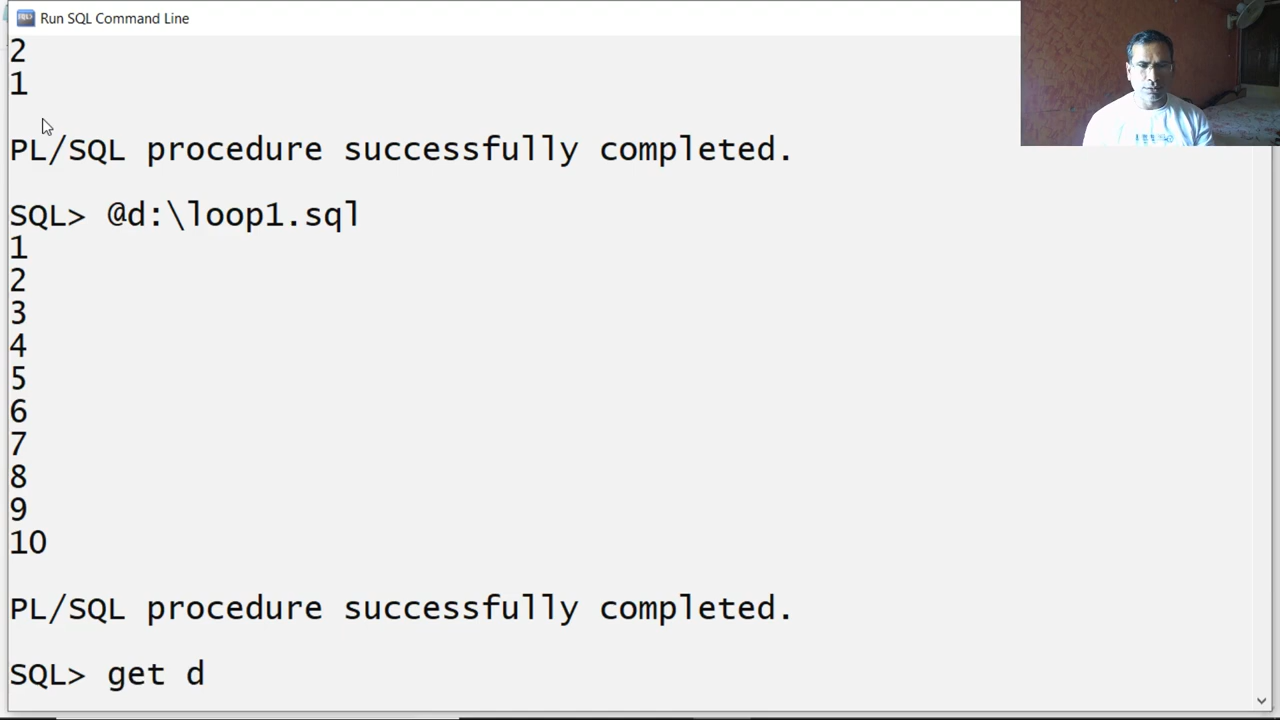 Run SQL Command Line
2
1
PL/SQL procedure successfully completed.
SQL> @d:\loop1.sql
1
2
3
4
5
6
7
8
9
10
PL/SQL procedure successfully completed.
SQL> get d